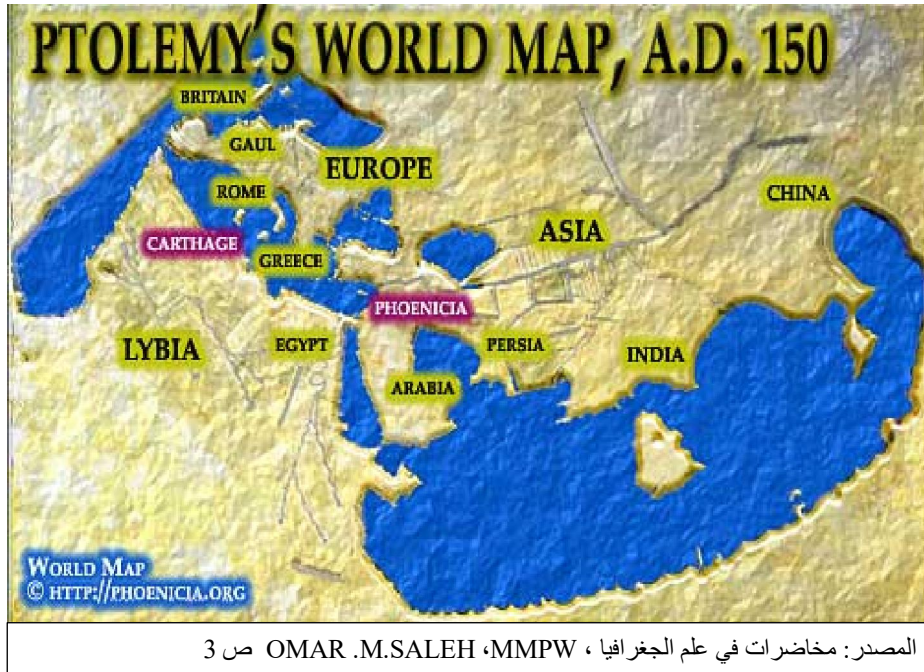 PTOLEMY'S WORLD MAP, A.D. 150
BRITAIN
GAUL
EUROPE
ROME
CHINA
CARTHAGE
GREECE
ASIA
PHOENICIA
LYBIA
EGYPT
PERSIA
INDIA
ARABIA
WORLD MAP
© HTTP://PHOENICIA.ORG
المصدر: مخاضرات في علم الجغرافيا ، OMAR .M.SALEH ،MMPW ص 3